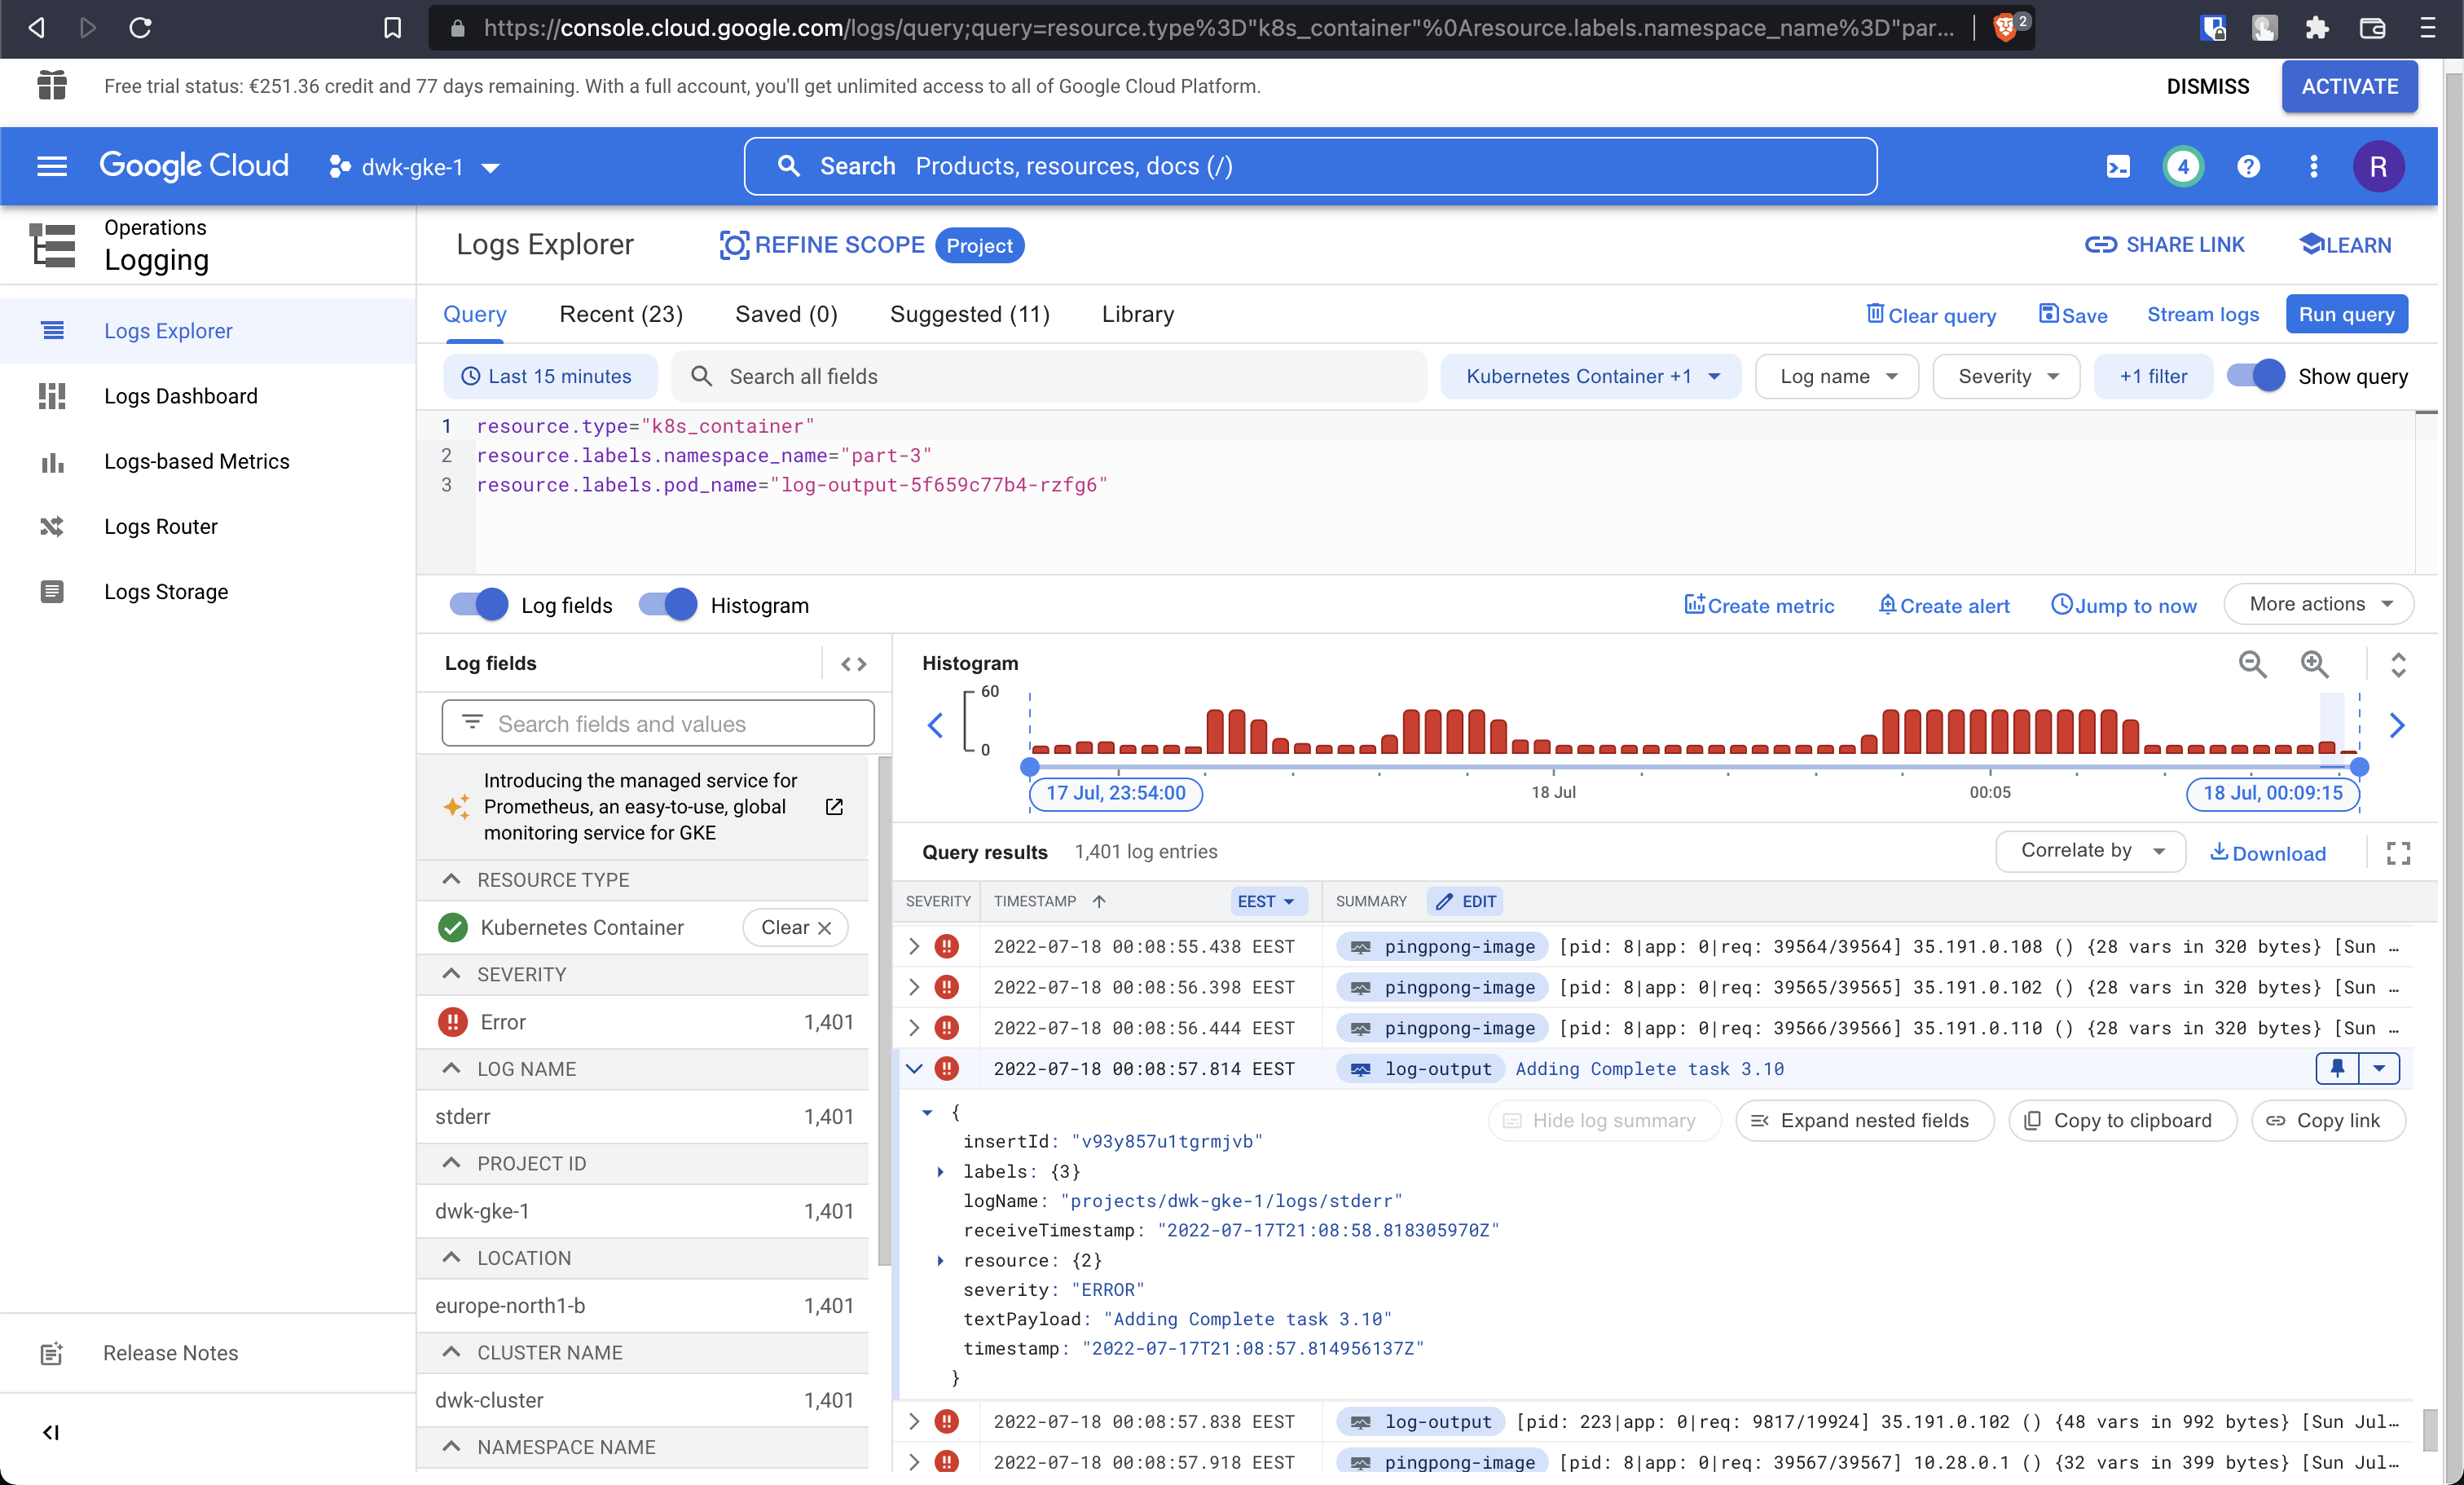 https://console.cloud.google.com/logs/query;query=resource.type%3D"k8s_container"%0Aresource.labels.namespace_name%3D"par...
2
Free trial status: €251.36 credit and 77 days remaining. With a full account, you'll get unlimited access to all of Google Cloud Platform.
DISMISS
ACTIVATE
Google Cloud
dwk-gke-1
Search Products, resources, docs (/)
4
R
Operations
Logging
Logs Explorer
REFINE SCOPE
Project
SHARE LINK
LEARN
Logs Explorer
Logs Dashboard
Logs-based Metrics
Logs Router
Logs Storage
Release Notes
Query
Recent (23)
Saved (0)
Suggested (11)
Library
Clear query
Save
Stream logs
Run query
Last 15 minutes
Search all fields
Kubernetes Container +1
Log name
Severity
+1 filter
Show query
1 resource.type="k8s_container"
2 resource.labels.namespace_name="part-3"
3 resource.labels.pod_name="log-output-5f659c77b4-rzfg6"
Log fields
Histogram
Create metric
Create alert
Jump to now
More actions
Log fields
Search fields and values
Introducing the managed service for
Prometheus, an easy-to-use, global
monitoring service for GKE
RESOURCE TYPE
Kubernetes Container
Clear
SEVERITY
Error 1,401
LOG NAME
stderr 1,401
PROJECT ID
dwk-gke-1 1,401
LOCATION
europe-north1-b 1,401
CLUSTER NAME
dwk-cluster 1,401
NAMESPACE NAME
Histogram
60
0
17 Jul, 23:54:00
18 Jul
00:05
18 Jul, 00:09:15
Query results 1,401 log entries
Correlate by
Download
SEVERITY TIMESTAMP EEST SUMMARY EDIT
2022-07-18 00:08:55.438 EEST pingpong-image [pid: 8|app: 0|req: 39564/39564] 35.191.0.108 () {28 vars in 320 bytes} [Sun …
2022-07-18 00:08:56.398 EEST pingpong-image [pid: 8|app: 0|req: 39565/39565] 35.191.0.102 () {28 vars in 320 bytes} [Sun …
2022-07-18 00:08:56.444 EEST pingpong-image [pid: 8|app: 0|req: 39566/39566] 35.191.0.110 () {28 vars in 320 bytes} [Sun …
2022-07-18 00:08:57.814 EEST log-output Adding Complete task 3.10
{
Hide log summary
Expand nested fields
Copy to clipboard
Copy link
insertId: "v93y857u1tgrmjvb"
labels: {3}
logName: "projects/dwk-gke-1/logs/stderr"
receiveTimestamp: "2022-07-17T21:08:58.818305970Z"
resource: {2}
severity: "ERROR"
textPayload: "Adding Complete task 3.10"
timestamp: "2022-07-17T21:08:57.814956137Z"
}
2022-07-18 00:08:57.838 EEST log-output [pid: 223|app: 0|req: 9817/19924] 35.191.0.102 () {48 vars in 992 bytes} [Sun Jul…
2022-07-18 00:08:57.918 EEST pingpong-image [pid: 8|app: 0|req: 39567/39567] 10.28.0.1 () {32 vars in 399 bytes} [Sun Jul…